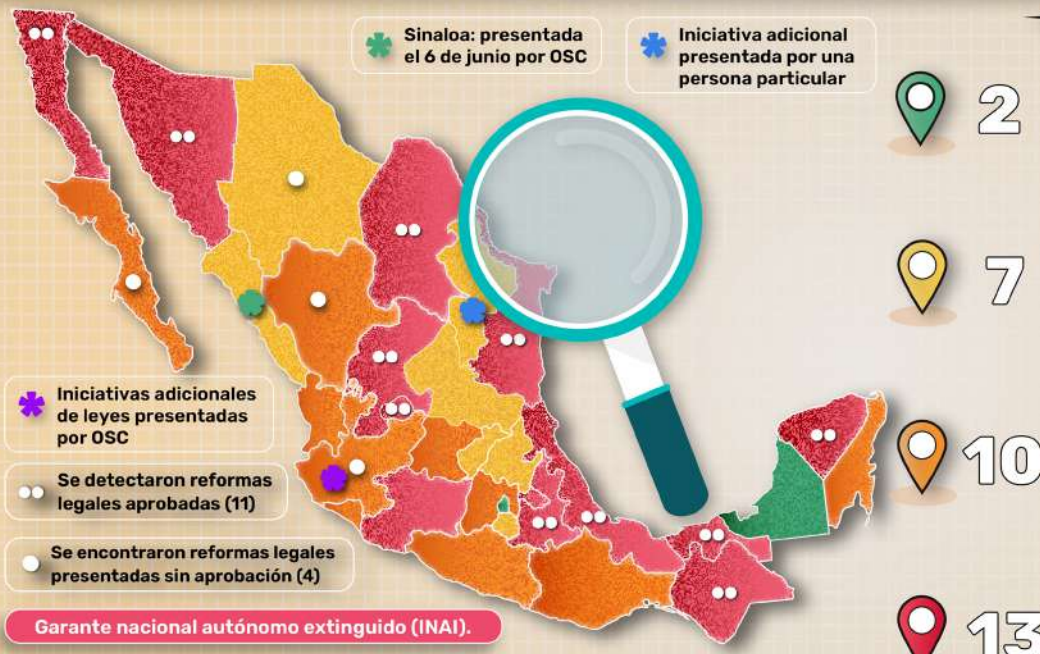 Sinaloa: presentada
el 6 de junio por OSC
Iniciativa adicional
presentada por una
persona particular
2
7
Iniciativas adicionales
de leyes presentadas
por OSC
10
Se detectaron reformas
legales aprobadas (11)
Se encontraron reformas legales
presentadas sin aprobación (4)
Garante nacional autónomo extinguido (INAI).
13